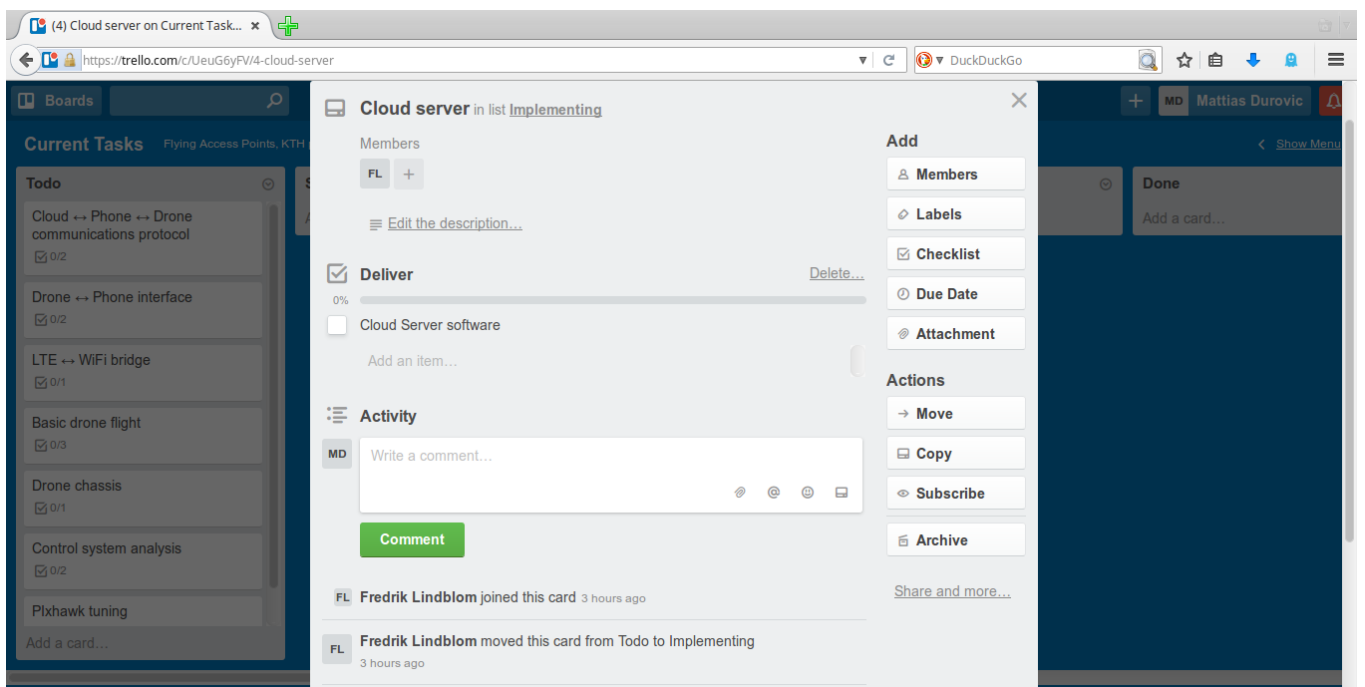 (4) Cloud server on Current Task...
https://trello.com/c/UeuG6yFV/4-cloud-server
DuckDuckGo
Boards
MD Mattias Durovic
Current Tasks Flying Access Points, KTH
Show Menu
Todo
Cloud ↔ Phone ↔ Drone
communications protocol
0/2
Drone ↔ Phone interface
0/2
LTE ↔ WiFi bridge
0/1
Basic drone flight
0/3
Drone chassis
0/1
Control system analysis
0/2
PIxhawk tuning
Add a card...
Cloud server in list Implementing
Members
FL +
Edit the description...
Deliver
Delete...
0%
Cloud Server software
Add an item...
Activity
MD
Write a comment...
Comment
FL Fredrik Lindblom joined this card 3 hours ago
FL Fredrik Lindblom moved this card from Todo to Implementing
3 hours ago
Add
Members
Labels
Checklist
Due Date
Attachment
Actions
Move
Copy
Subscribe
Archive
Share and more...
Done
Add a card...